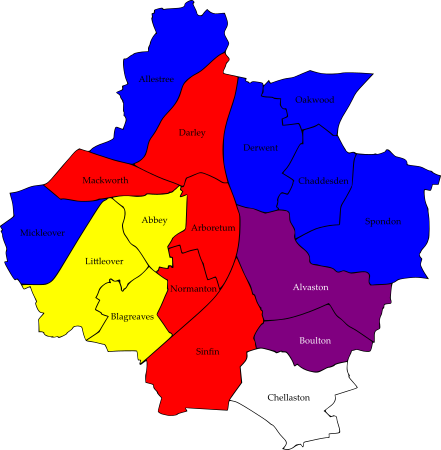 Allestree
Oakwood
Darley
Derwent
Mackworth
Chaddesden
Abbey
Spondon
Arboretum
Mickleover
Littleover
Normanton
Alvaston
Blagreaves
Boulton
Sinfin
Chellaston